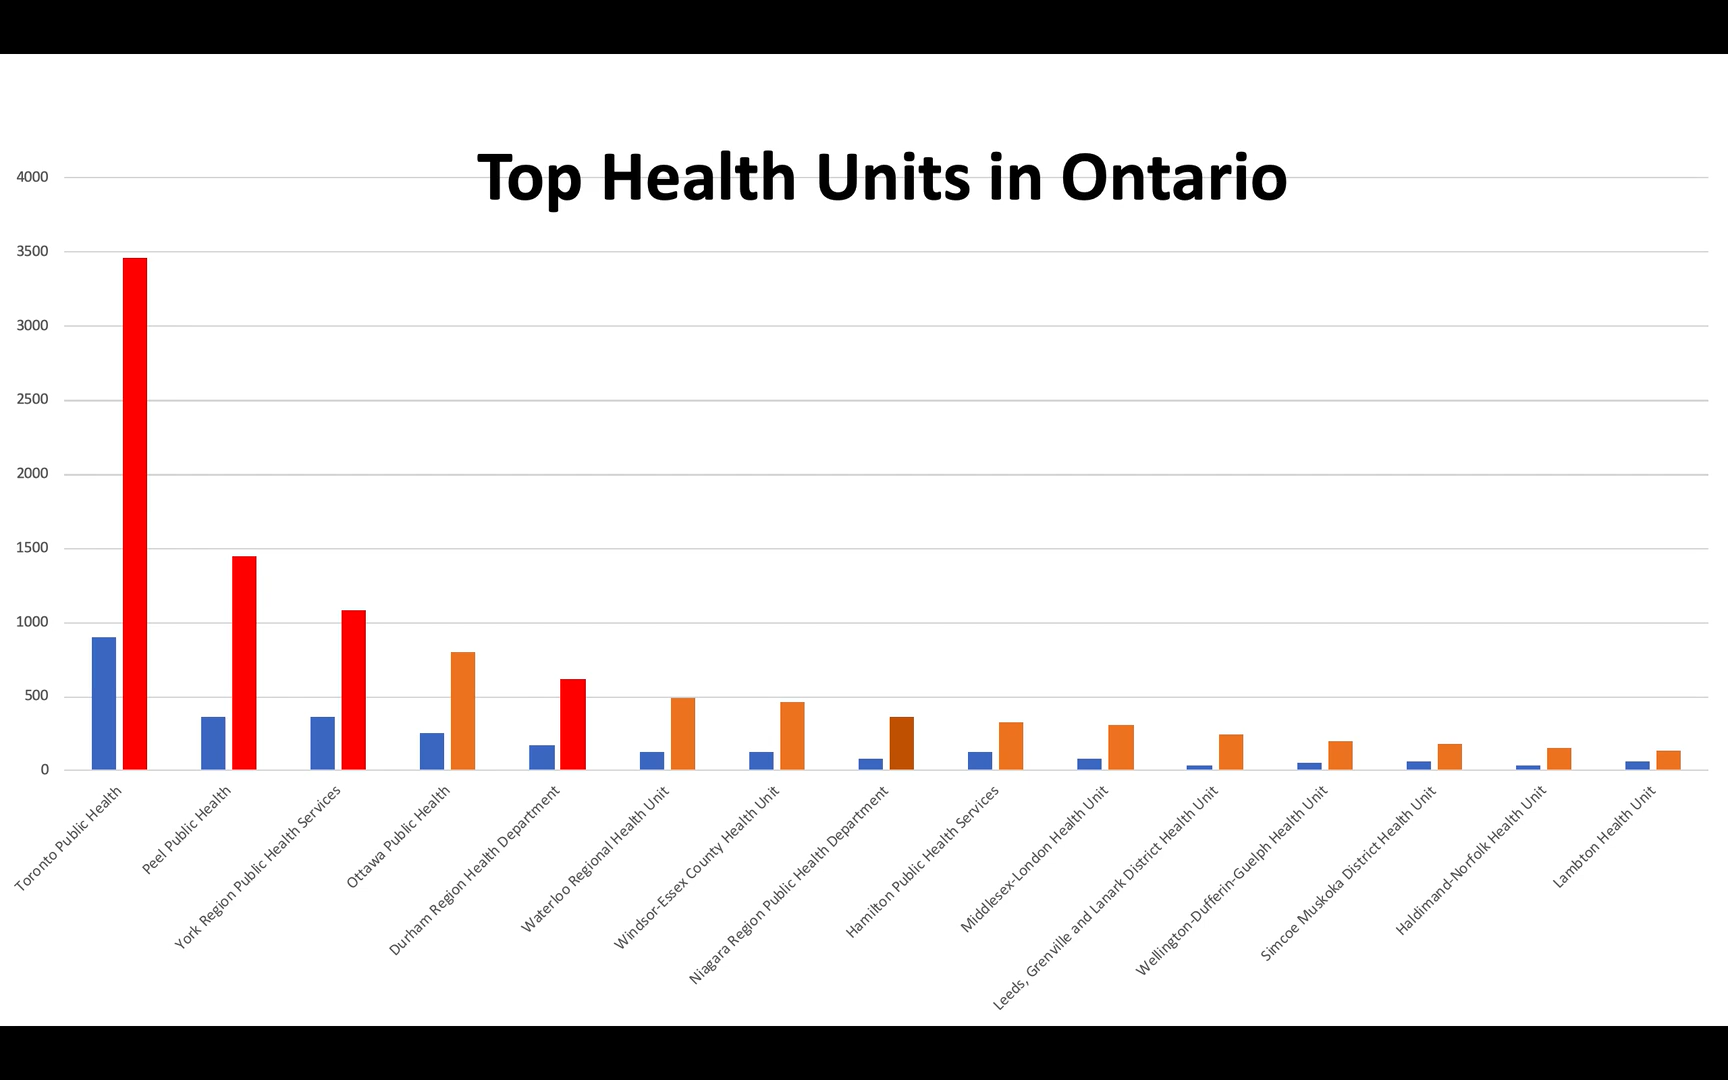 Top Health Units in Ontario
4000
3500
3000
2500
2000
1500
1000
500
0
Toronto Public Health
Peel Public Health
York Region Public Health Services
Ottawa Public Health
Durham Region Health Department
Waterloo Regional Health Unit
Windsor-Essex County Health Unit
Niagara Region Public Health Department
Hamilton Public Health Services
Middlesex-London Health Unit
Leeds, Grenville and Lanark District Health Unit
Wellington-Dufferin-Guelph Health Unit
Simcoe Muskoka District Health Unit
Haldimand-Norfolk Health Unit
Lambton Health Unit